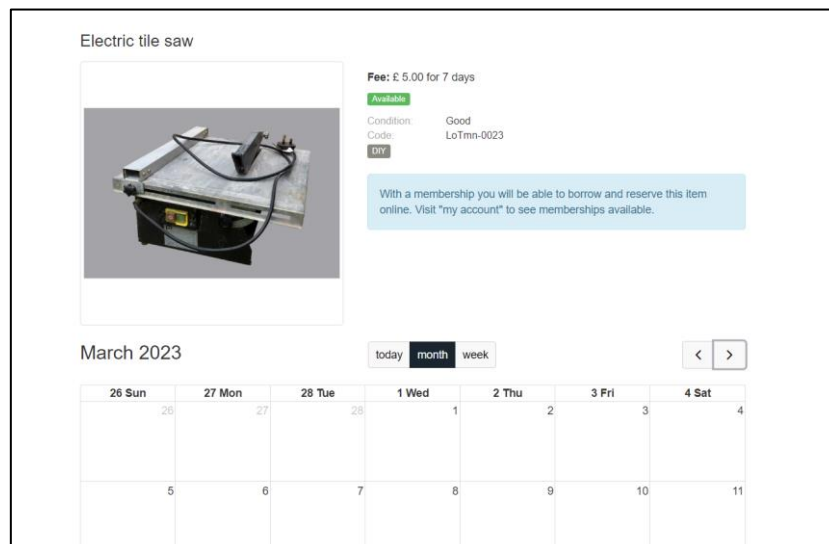 Electric tile saw
Fee: £ 5.00 for 7 days
Available
Condition: Good
Code: LoTmn-0023
DIY
With a membership you will be able to borrow and reserve this item
online. Visit "my account" to see memberships available.
March 2023
today month week
26 Sun 27 Mon 28 Tue 1 Wed 2 Thu 3 Fri 4 Sat
26 27 28 1 2 3 4
5 6 7 8 9 10 11